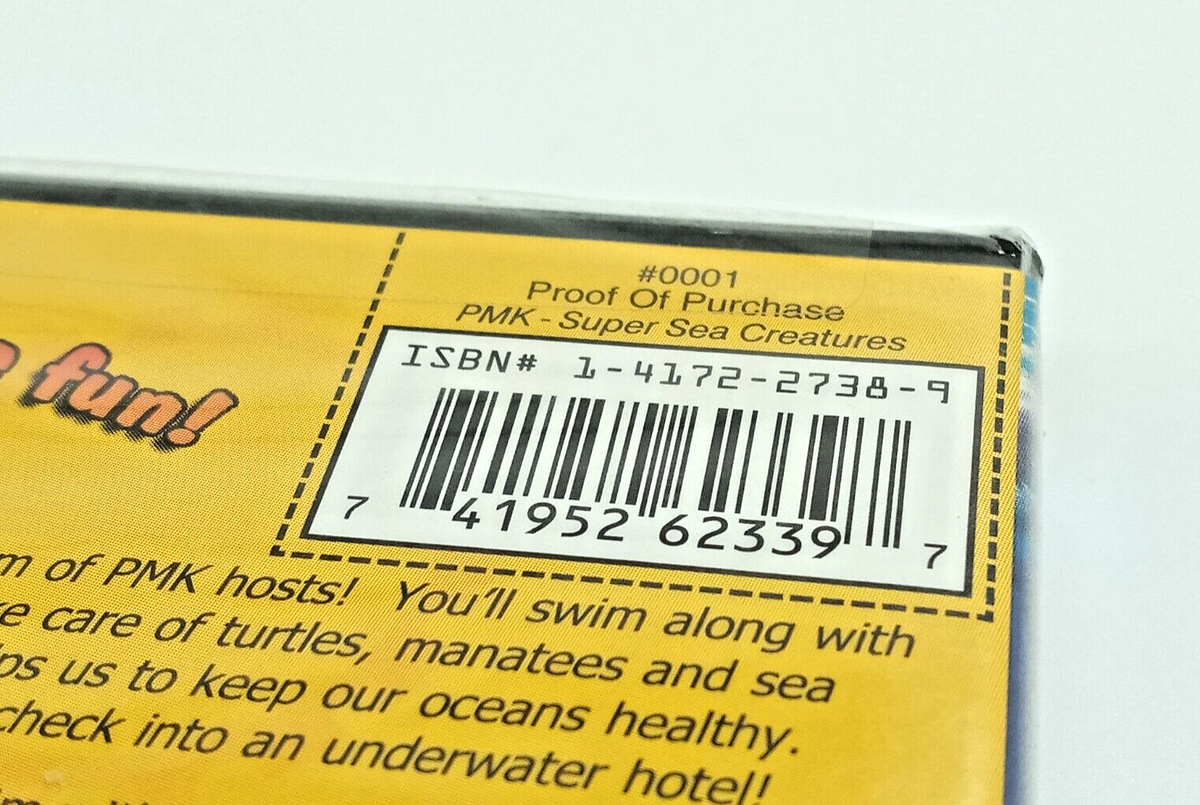 #0001
Proof Of Purchase
PMK - Super Sea Creatures
ISBN# 1-4172-2738-9
7 41952 62339 7
fun!
of PMK hosts! You'll swim along with
care of turtles, manatees and sea
us to keep our oceans healthy.
check into an underwater hotel!